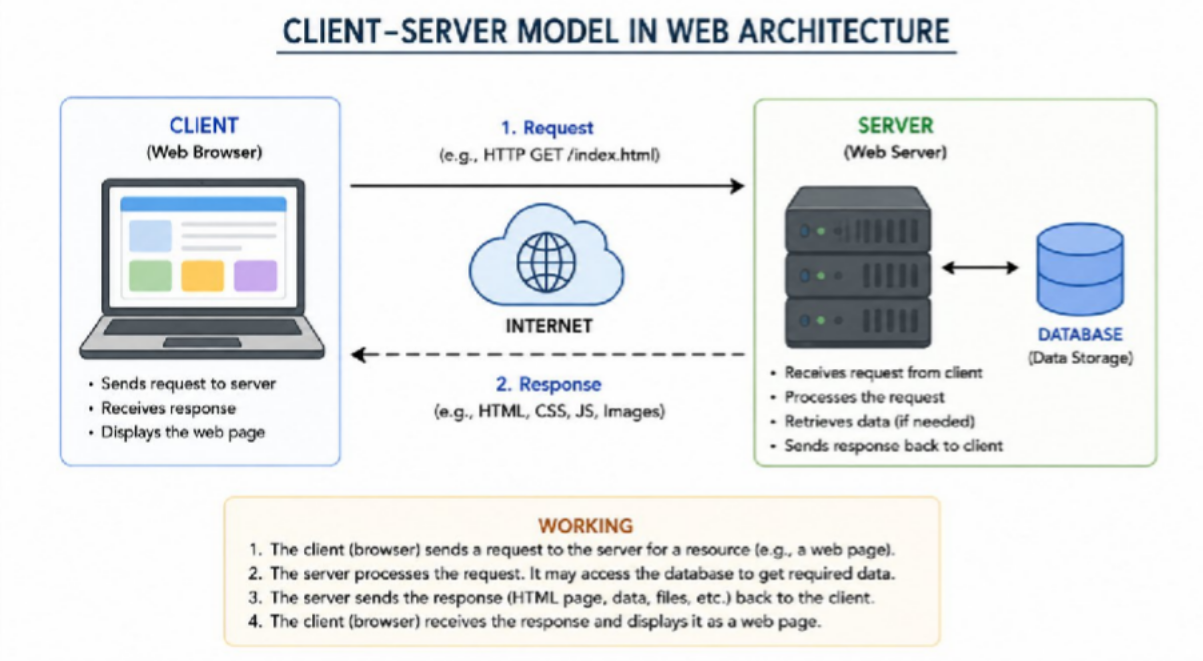 CLIENT–SERVER MODEL IN WEB ARCHITECTURE
CLIENT
(Web Browser)
• Sends request to server
• Receives response
• Displays the web page
1. Request
(e.g., HTTP GET /index.html)
INTERNET
2. Response
(e.g., HTML, CSS, JS, Images)
SERVER
(Web Server)
DATABASE
(Data Storage)
• Receives request from client
• Processes the request
• Retrieves data (if needed)
• Sends response back to client
WORKING
1. The client (browser) sends a request to the server for a resource (e.g., a web page).
2. The server processes the request. It may access the database to get required data.
3. The server sends the response (HTML page, data, files, etc.) back to the client.
4. The client (browser) receives the response and displays it as a web page.